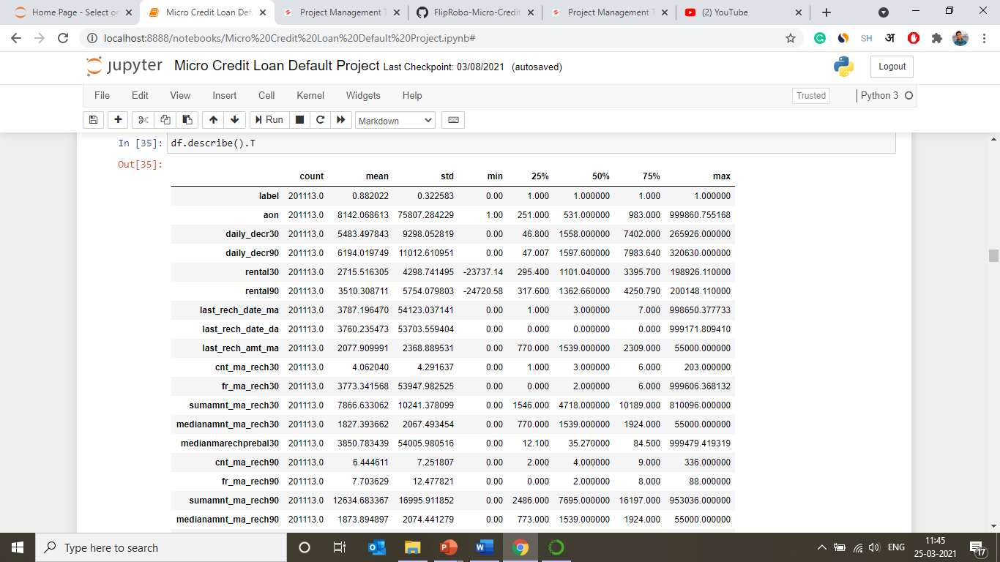 Home Page - Select or
Micro Credit Loan Def
Project Management T
FlipRobo-Micro-Credit
Project Management T
(2) YouTube
localhost:8888/notebooks/Micro%20Credit%20Loan%20Default%20Project.ipynb#
SH
अ
jupyter Micro Credit Loan Default Project Last Checkpoint: 03/08/2021 (autosaved)
Logout
File Edit View Insert Cell Kernel Widgets Help
Trusted
Python 3
Run
Markdown
In [35]: df.describe().T
Out[35]:
count mean std min 25% 50% 75% max
label 201113.0 0.882022 0.322583 0.00 1.000 1.000000 1.000 1.000000
aon 201113.0 8142.068613 75807.284229 1.00 251.000 531.000000 983.000 999860.755168
daily_decr30 201113.0 5483.497843 9298.052819 0.00 46.800 1558.000000 7402.000 265926.000000
daily_decr90 201113.0 6194.019749 11012.610951 0.00 47.007 1597.600000 7983.640 320630.000000
rental30 201113.0 2715.516305 4298.741495 -23737.14 295.400 1101.040000 3395.700 198926.110000
rental90 201113.0 3510.308711 5754.079803 -24720.58 317.600 1362.660000 4250.790 200148.110000
last_rech_date_ma 201113.0 3787.196470 54123.037141 0.00 1.000 3.000000 7.000 998650.377733
last_rech_date_da 201113.0 3760.235473 53703.559404 0.00 0.000 0.000000 0.000 999171.809410
last_rech_amt_ma 201113.0 2077.909991 2368.889531 0.00 770.000 1539.000000 2309.000 55000.000000
cnt_ma_rech30 201113.0 4.062040 4.291637 0.00 1.000 3.000000 6.000 203.000000
fr_ma_rech30 201113.0 3773.341568 53947.982525 0.00 0.000 2.000000 6.000 999606.368132
sumamnt_ma_rech30 201113.0 7866.633062 10241.378099 0.00 1546.000 4718.000000 10189.000 810096.000000
medianamnt_ma_rech30 201113.0 1827.393662 2067.493454 0.00 770.000 1539.000000 1924.000 55000.000000
medianmarechprebal30 201113.0 3850.783439 54005.980516 0.00 12.100 35.270000 84.500 999479.419319
cnt_ma_rech90 201113.0 6.444611 7.251807 0.00 2.000 4.000000 9.000 336.000000
fr_ma_rech90 201113.0 7.703629 12.477821 0.00 0.000 2.000000 8.000 88.000000
sumamnt_ma_rech90 201113.0 12634.683367 16995.911852 0.00 2486.000 7695.000000 16197.000 953036.000000
medianamnt_ma_rech90 201113.0 1873.894897 2074.441279 0.00 773.000 1539.000000 1924.000 55000.000000
Type here to search
ENG
11:45
25-03-2021
17